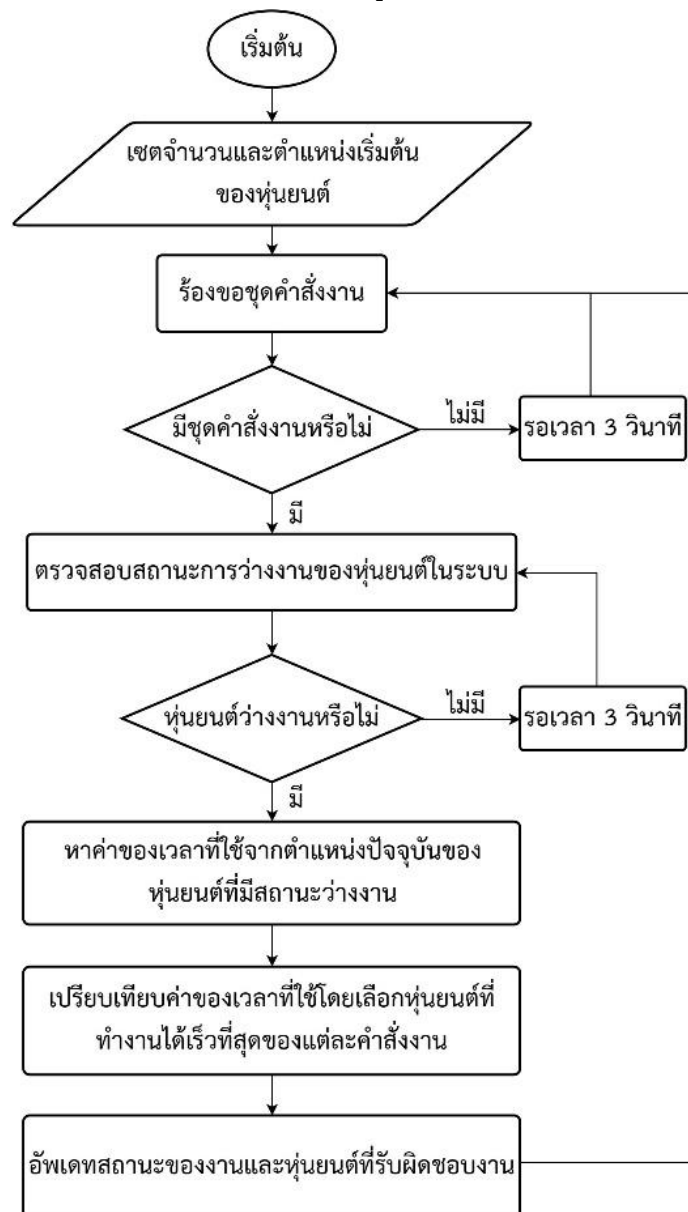 เริ่มต้น
เซตจำนวนและตำแหน่งเริ่มต้น
ของหุ่นยนต์
ร้องขอชุดคำสั่งงาน
มีชุดคำสั่งงานหรือไม่
ไม่มี
รอเวลา 3 วินาที
มี
ตรวจสอบสถานะการว่างงานของหุ่นยนต์ในระบบ
หุ่นยนต์ว่างงานหรือไม่
ไม่มี
รอเวลา 3 วินาที
มี
หาค่าของเวลาที่ใช้จากตำแหน่งปัจจุบันของ
หุ่นยนต์ที่มีสถานะว่างงาน
เปรียบเทียบค่าของเวลาที่ใช้โดยเลือกหุ่นยนต์ที่
ทำงานได้เร็วที่สุดของแต่ละคำสั่งงาน
อัพเดทสถานะของงานและหุ่นยนต์ที่รับผิดชอบงาน